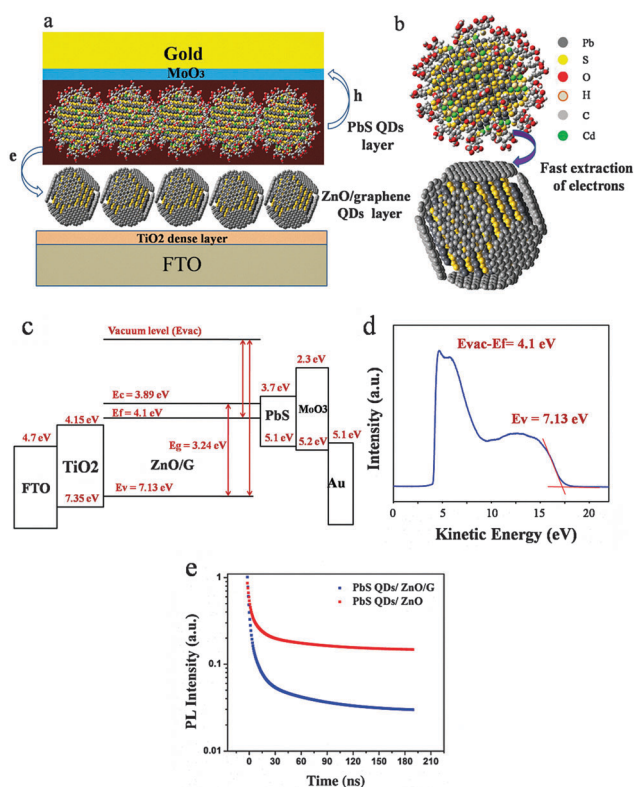 a
Gold
MoO3
h
PbS QDs
layer
e
ZnO/graphene
QDs layer
TiO2 dense layer
FTO
b
Pb
S
O
H
C
Cd
Fast extraction
of electrons
c
Vacuum level (Evac)
2.3 eV
Ec = 3.89 eV
3.7 eV
4.15 eV
Ef = 4.1 eV
PbS
MoO3
4.7 eV
Eg = 3.24 eV
5.1 eV
5.2 eV
5.1 eV
TiO2
ZnO/G
FTO
7.35 eV
Ev = 7.13 eV
Au
d
Evac-Ef= 4.1 eV
Ev = 7.13 eV
Intensity (a.u.)
0
5
10
15
20
Kinetic Energy (eV)
e
PbS QDs/ ZnO/G
PbS QDs/ ZnO
PL Intensity (a.u.)
1
0.1
0.01
0
30
60
90
120
150
180
210
Time (ns)